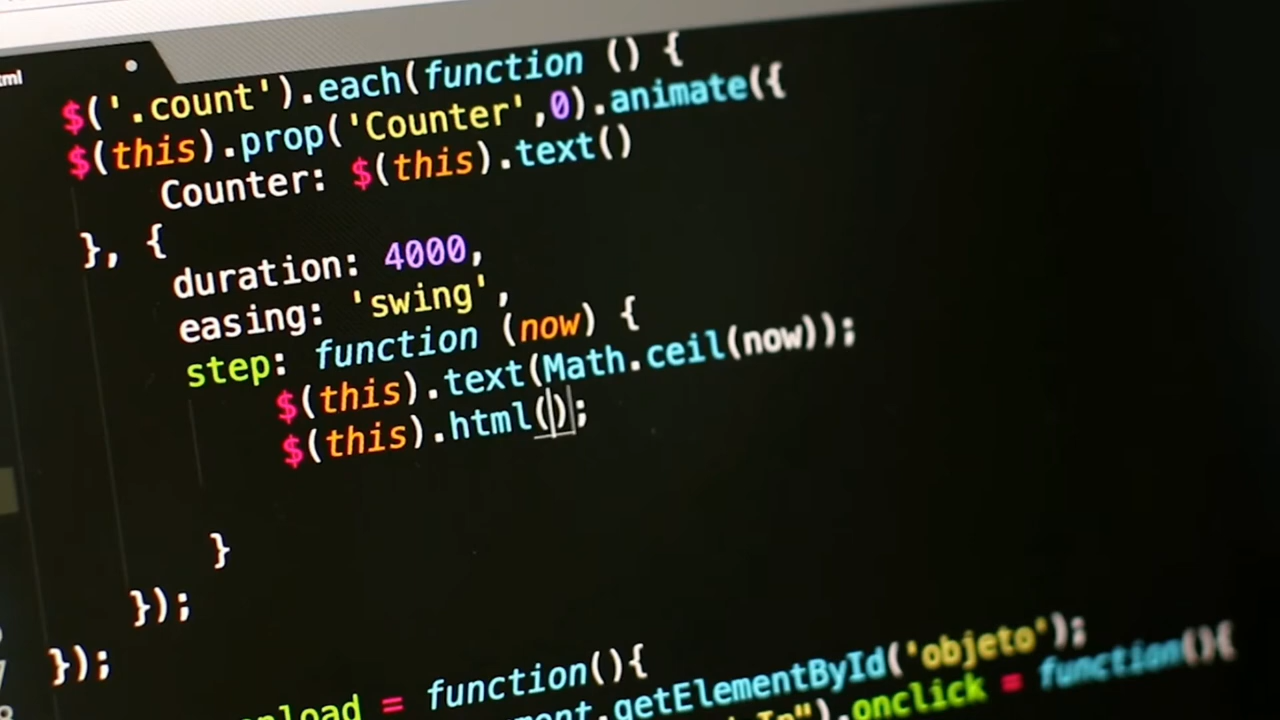 $('.count').each(function () {
$(this).prop('Counter',0).animate({
Counter: $(this).text()
}, {
duration: 4000,
easing: 'swing',
step: function (now) {
$(this).text(Math.ceil(now));
$(this).html();
}
});
});
= function(){
.getElementById('objeto');
).onclick = function(){